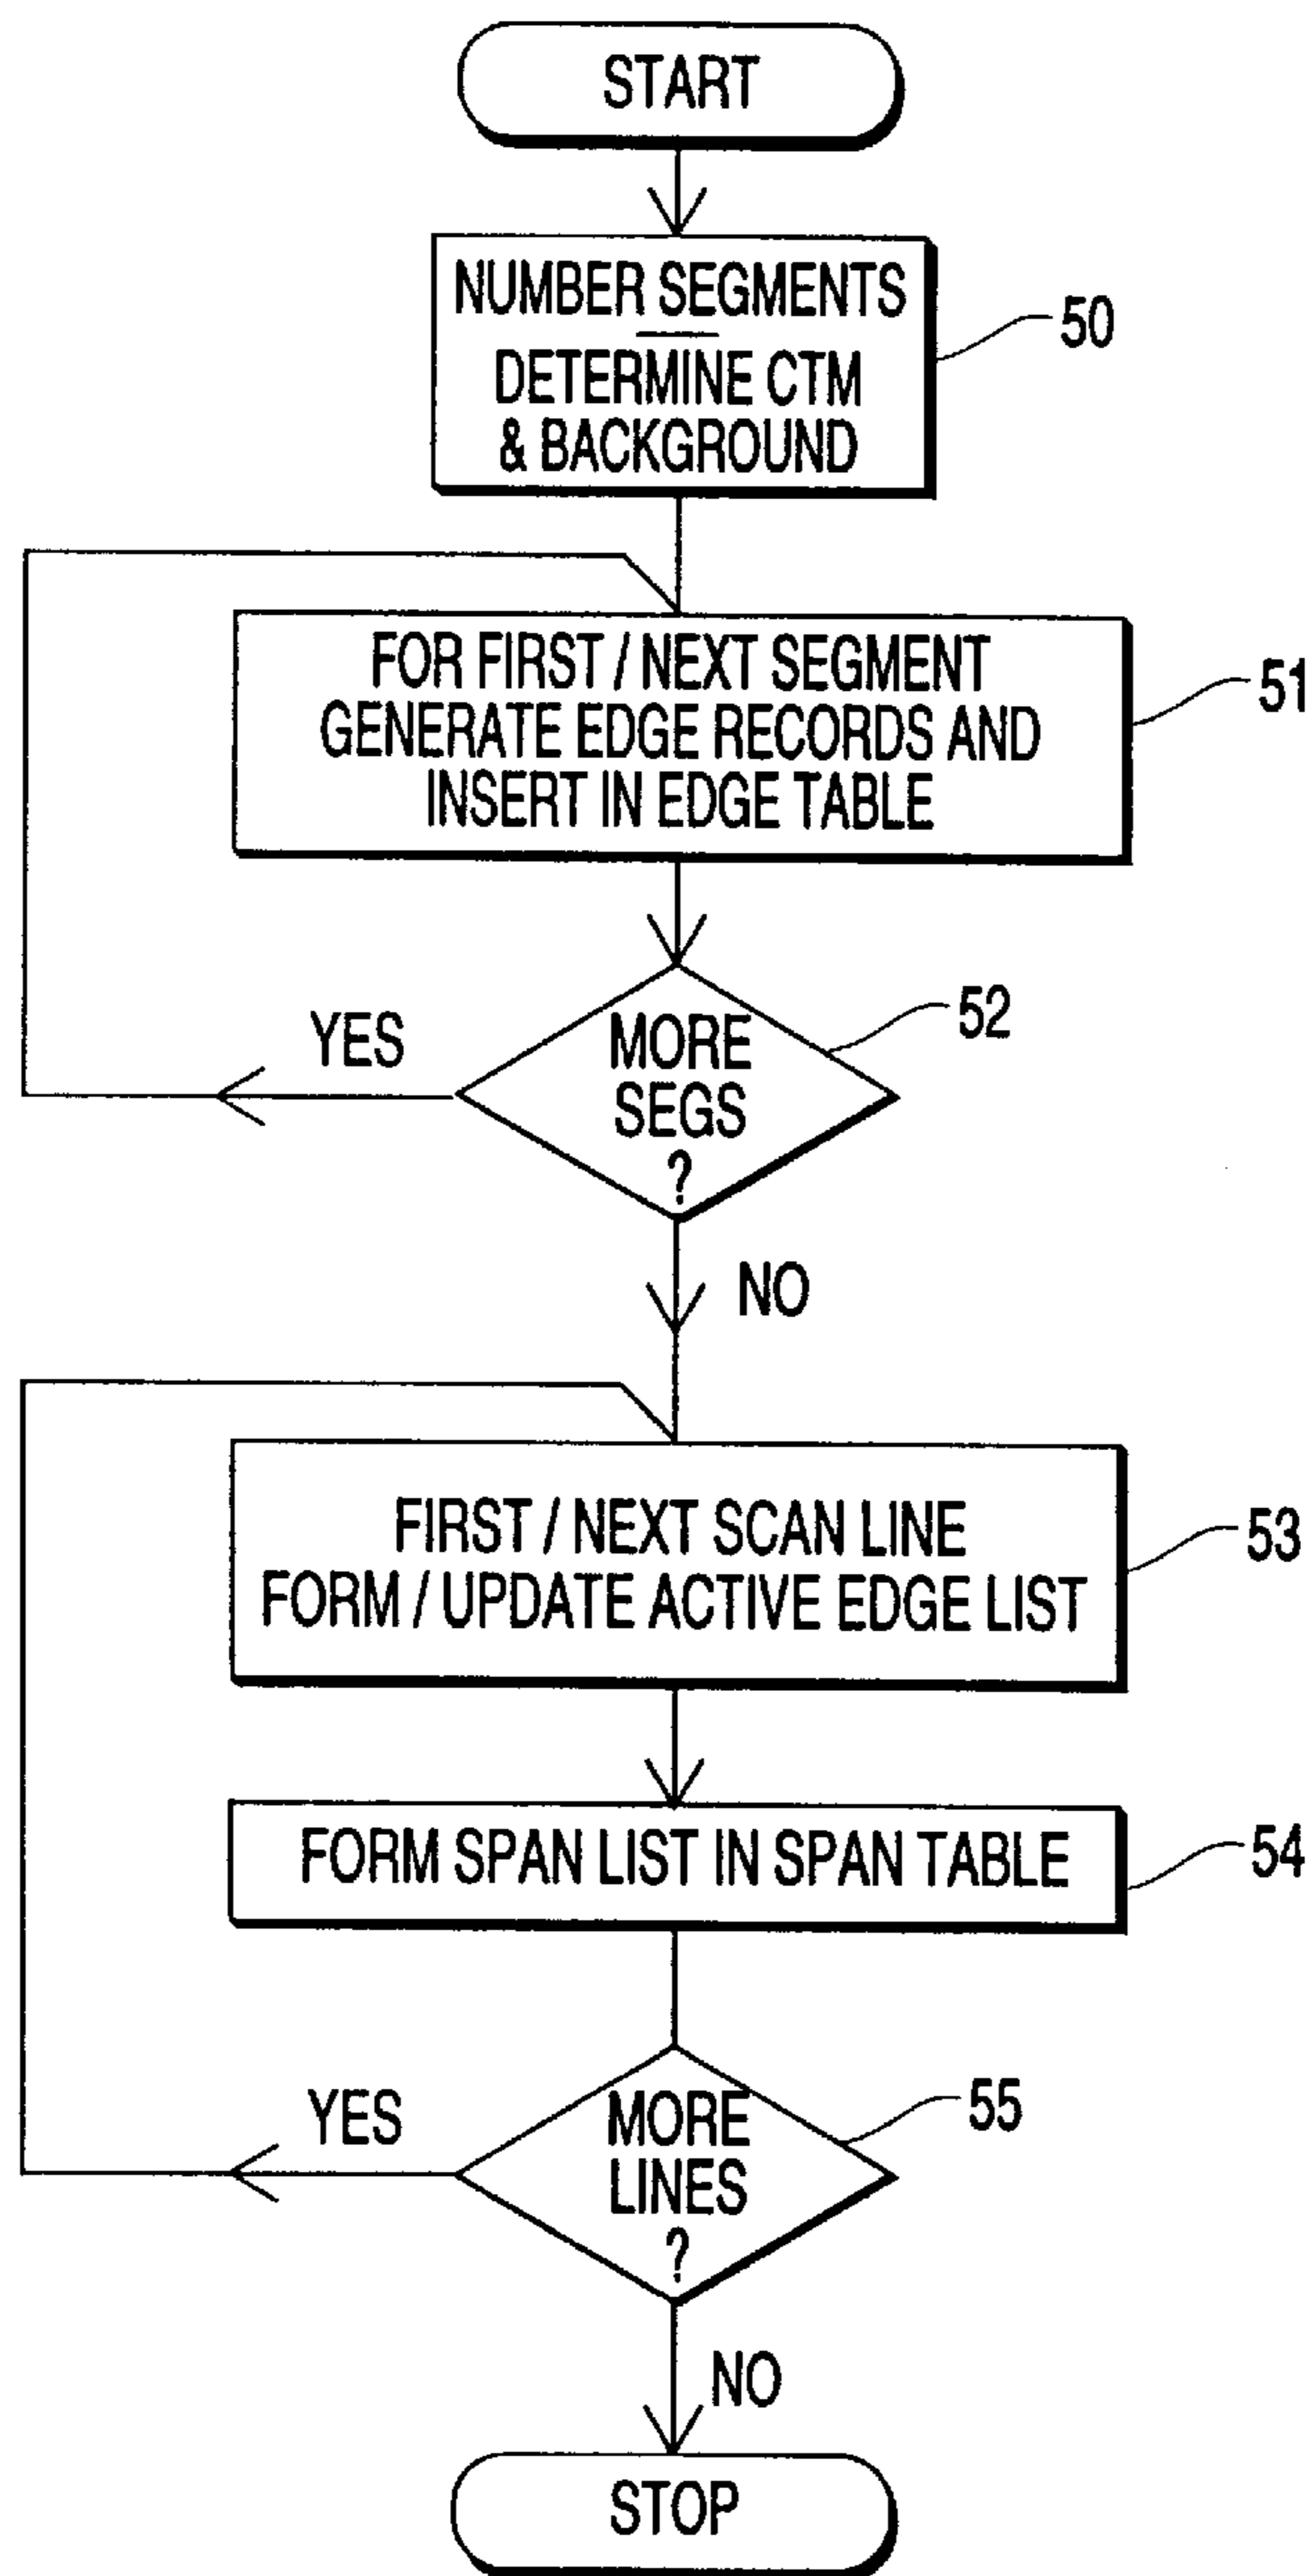 START
NUMBER SEGMENTS
DETERMINE CTM
& BACKGROUND
50
FOR FIRST / NEXT SEGMENT
GENERATE EDGE RECORDS AND
INSERT IN EDGE TABLE
51
MORE
SEGS
?
52
YES
NO
FIRST / NEXT SCAN LINE
FORM / UPDATE ACTIVE EDGE LIST
53
FORM SPAN LIST IN SPAN TABLE
54
MORE
LINES
?
55
YES
NO
STOP